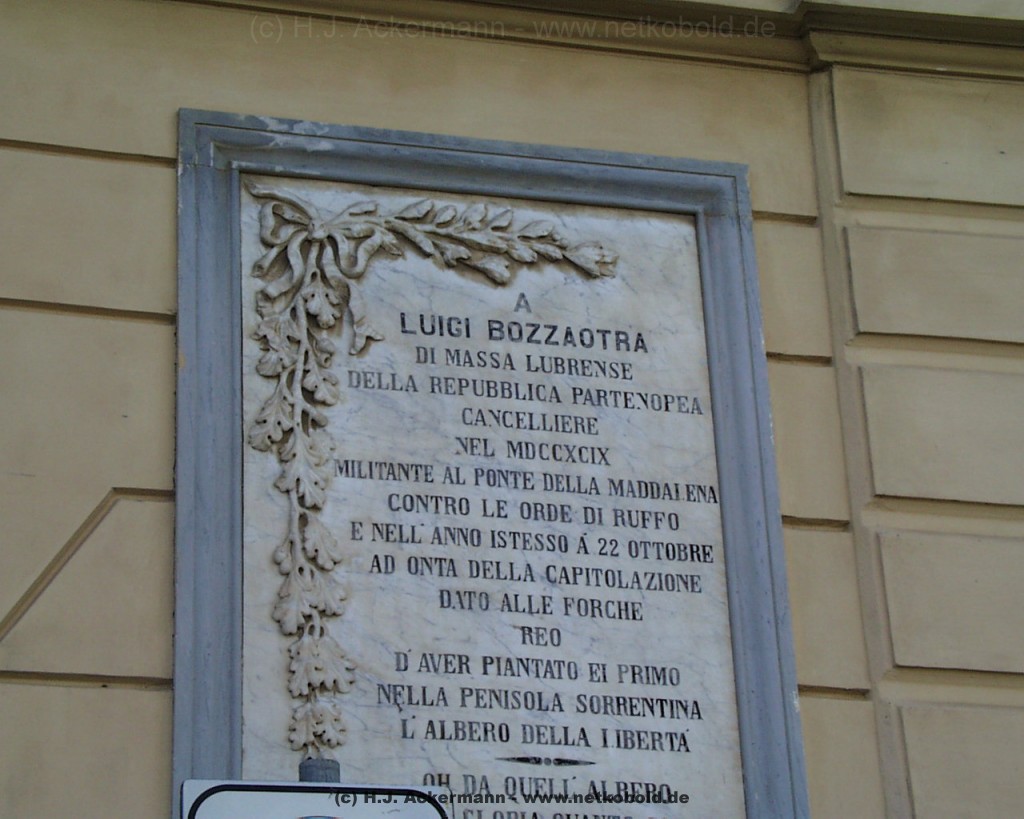 (c) H.J. Ackermann - www.netkobold.de
A
LUIGI BOZZAOTRA
DI MASSA LUBRENSE
DELLA REPUBBLICA PARTENOPEA
CANCELLIERE
NEL MDCCXCIX
MILITANTE AL PONTE DELLA MADDALENA
CONTRO LE ORDE DI RUFFO
E NELL'ANNO ISTESSO Á 22 OTTOBRE
AD ONTA DELLA CAPITOLAZIONE
DATO ALLE FORCHE
REO
D'AVER PIANTATO EI PRIMO
NELLA PENISOLA SORRENTINA
L'ALBERO DELLA LIBERTÁ
OH DA QUELL'ALBERO
(c) H.J. Ackermann - www.netkobold.de
GLORIA QUANTO